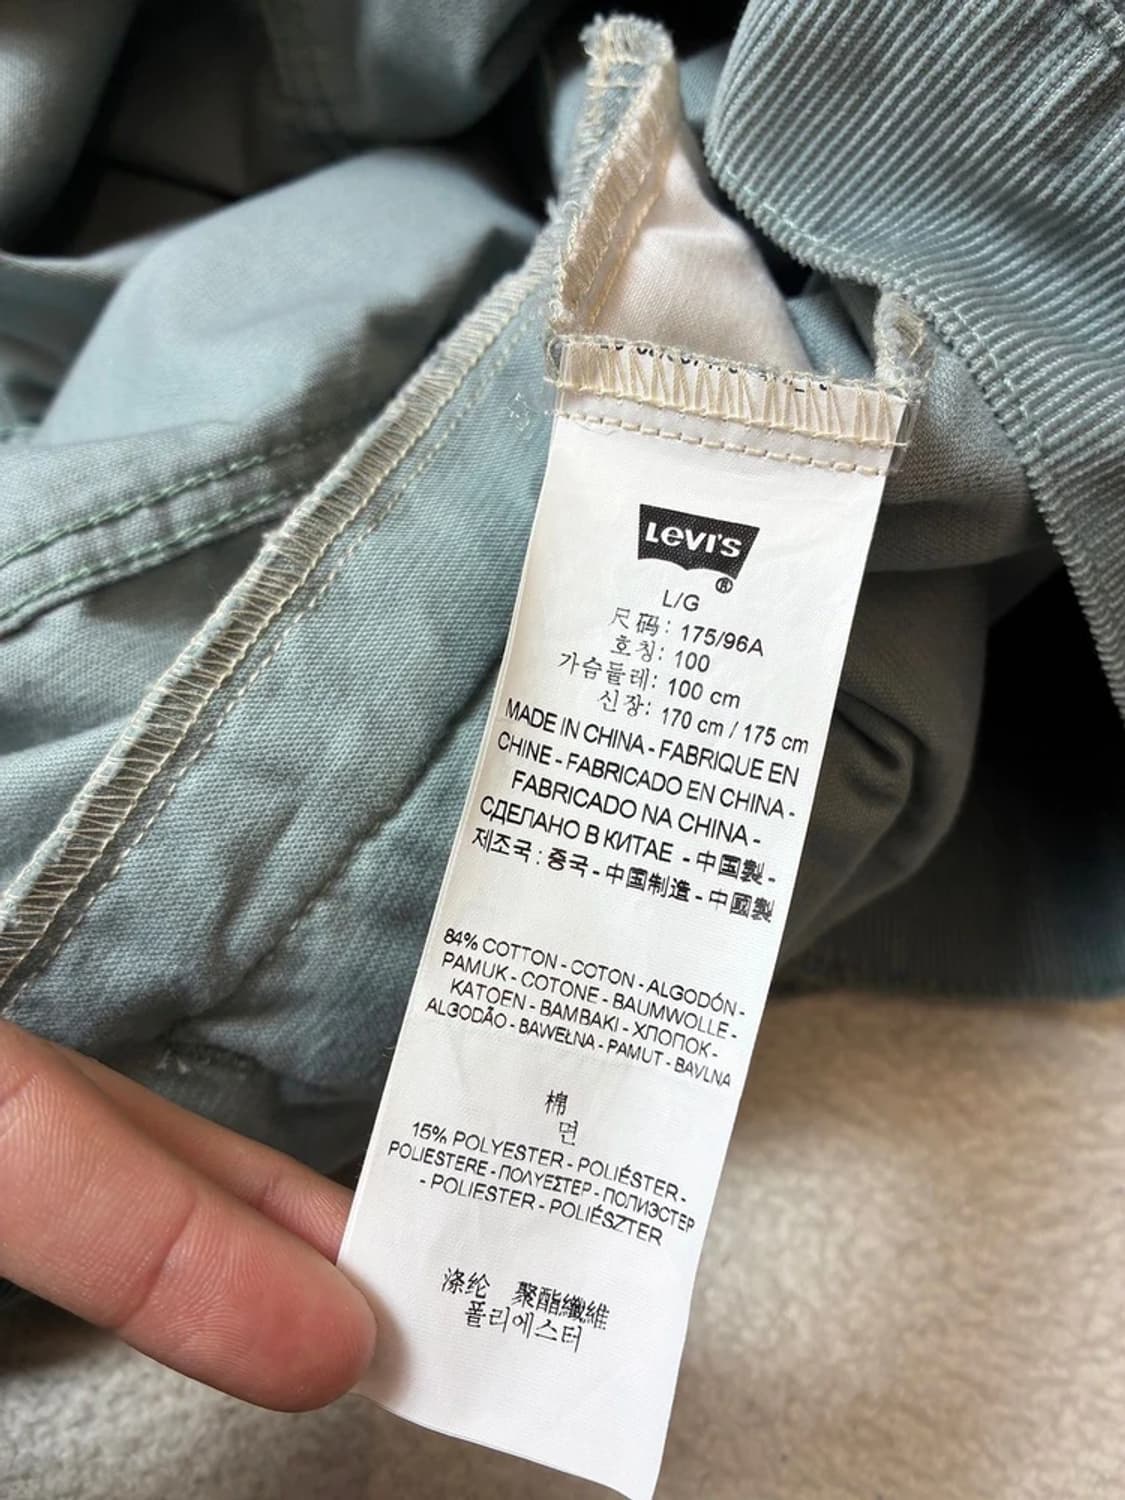 Levi's
®
L/G
尺码: 175/96A
호칭: 100
가슴둘레: 100 cm
신장: 170 cm / 175 cm
MADE IN CHINA - FABRIQUE EN
CHINE - FABRICADO EN CHINA -
FABRICADO NA CHINA -
СДЕЛАНО В КИТАЕ - 中国製 -
제조국 : 중국 - 中国制造 - 中國製
84% COTTON - COTON - ALGODÓN -
PAMUK - COTONE - BAUMWOLLE -
KATOEN - BAMBAKI - ХЛОПОК -
ALGODÃO - BAWEŁNA - PAMUT - BAVLNA
棉
면
15% POLYESTER - POLIÉSTER -
POLIESTERE - ΠΟΛΥΕΣΤΕΡ - ПОЛИЭСТЕР
- POLIESTER - POLIÉSZTER
涤纶 聚酯纖維
폴리에스터